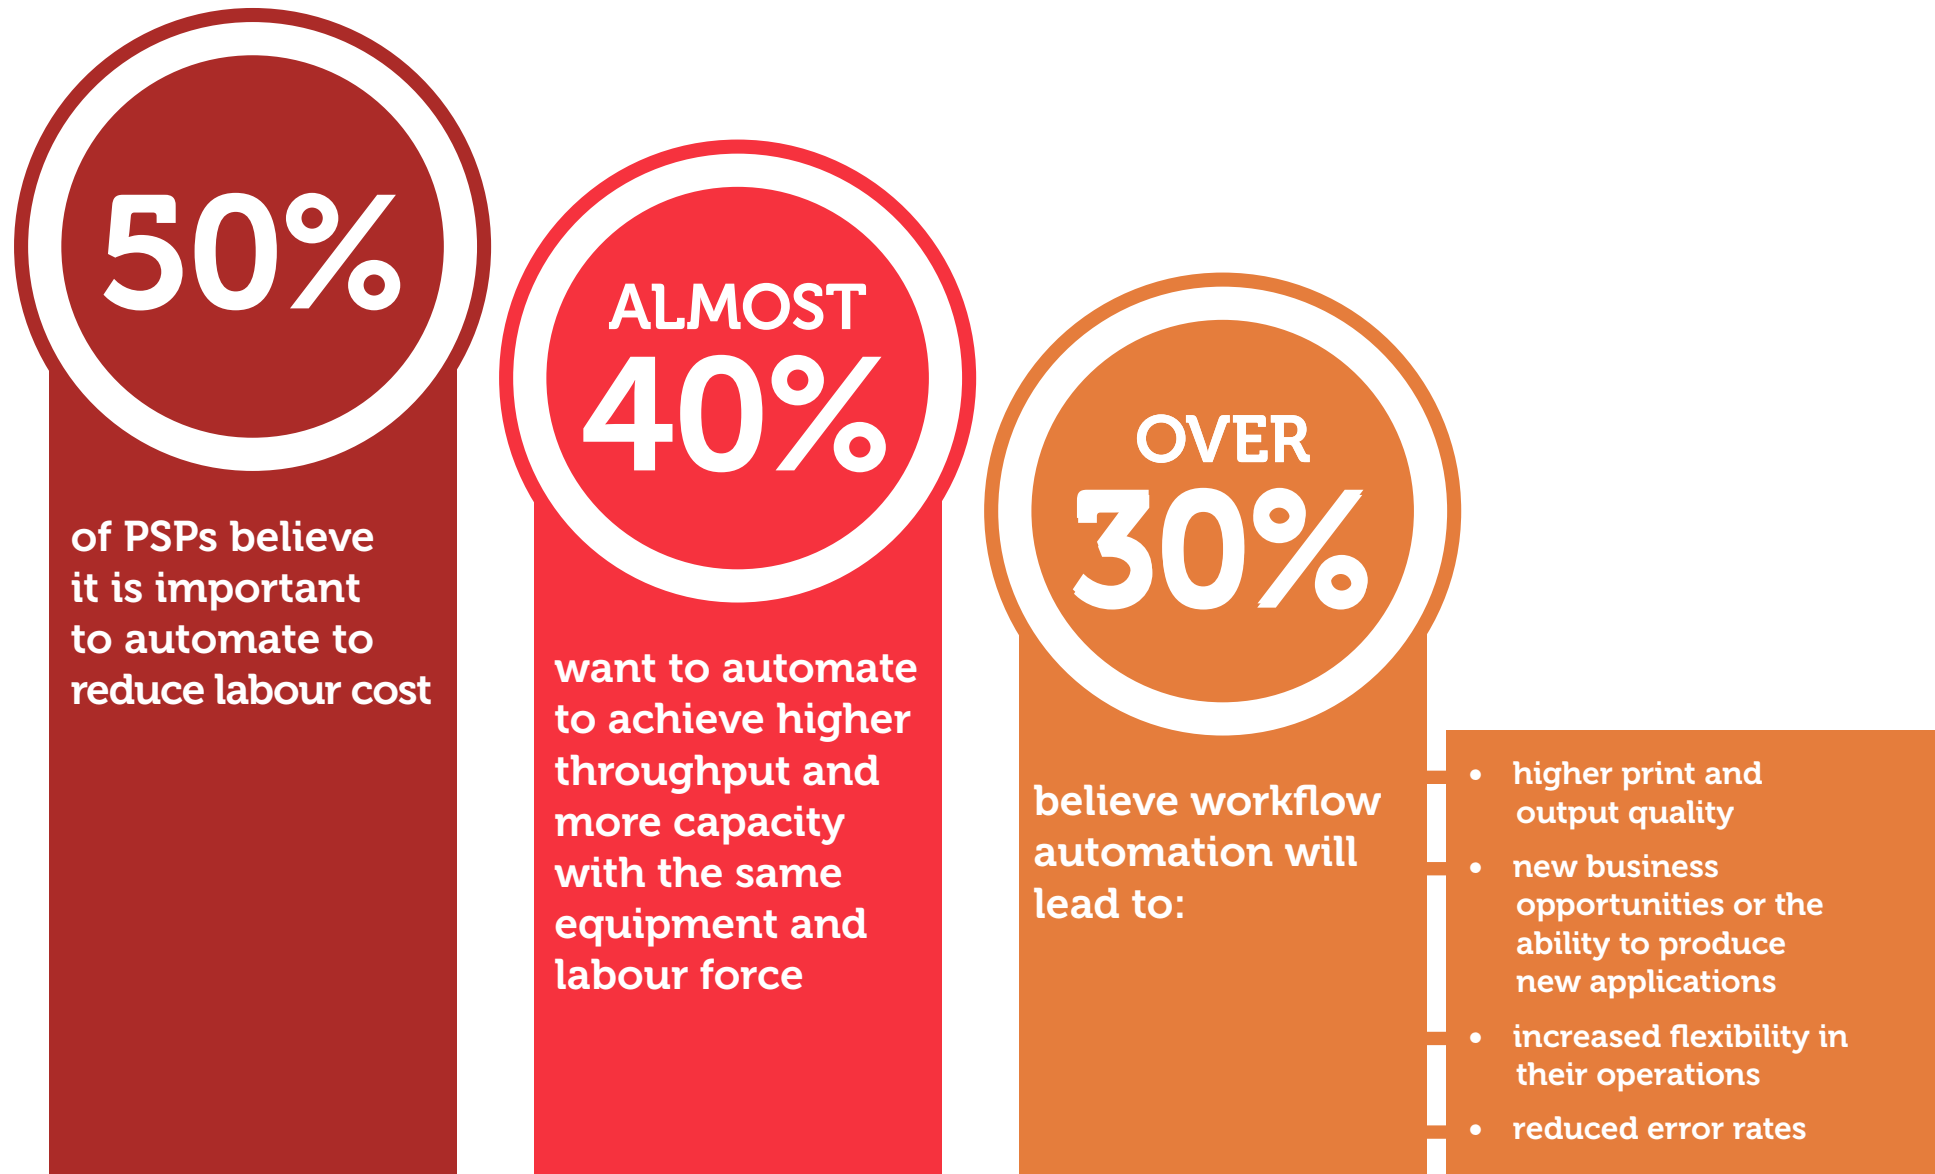 50%
of PSPs believe
it is important
to automate to
reduce labour cost
ALMOST
40%
want to automate
to achieve higher
throughput and
more capacity
with the same
equipment and
labour force
OVER
30%
believe workflow
automation will
lead to:
• higher print and
output quality
• new business
opportunities or the
ability to produce
new applications
• increased flexibility in
their operations
• reduced error rates